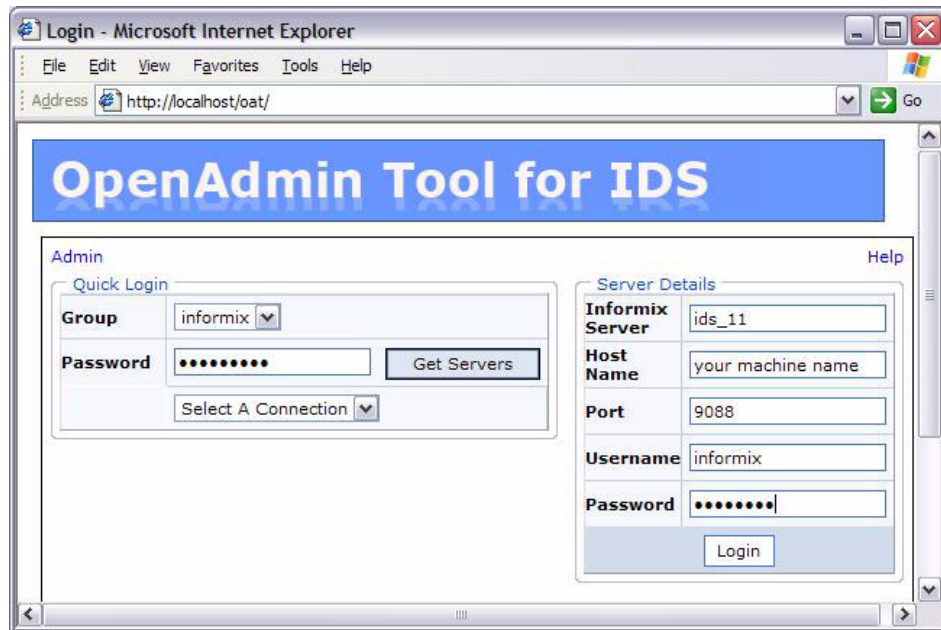 Login - Microsoft Internet Explorer
File Edit View Favorites Tools Help
Address http://localhost/oat/ Go
OpenAdmin Tool for IDS
Admin Help
Quick Login
Group informix
Password ••••••••• Get Servers
Select A Connection
Server Details
Informix
Server ids_11
Host
Name your machine name
Port 9088
Username informix
Password ••••••••
Login